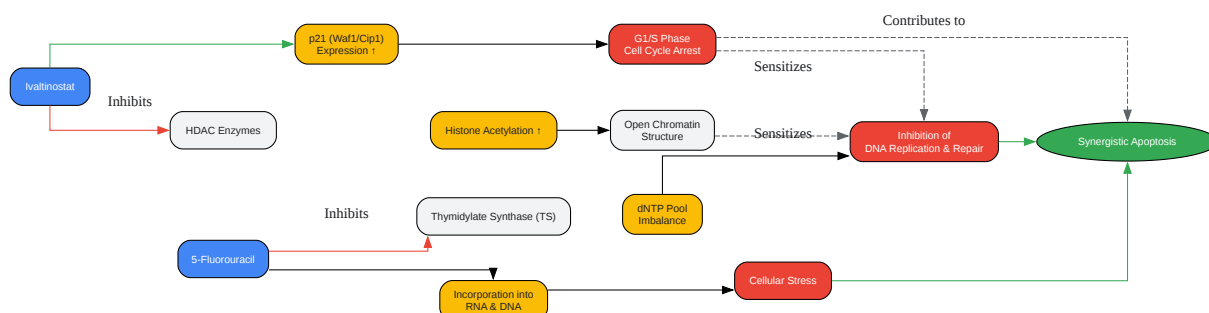 Contributes to
p21 (Waf1/Cip1)
Expression ↑
G1/S Phase
Cell Cycle Arrest
Sensitizes
Ivaltinostat
Inhibits
HDAC Enzymes
Histone Acetylation ↑
Open Chromatin
Structure
Sensitizes
Inhibition of
DNA Replication & Repair
Synergistic Apoptosis
dNTP Pool
Imbalance
Inhibits
Thymidylate Synthase (TS)
5-Fluorouracil
Incorporation into
RNA & DNA
Cellular Stress